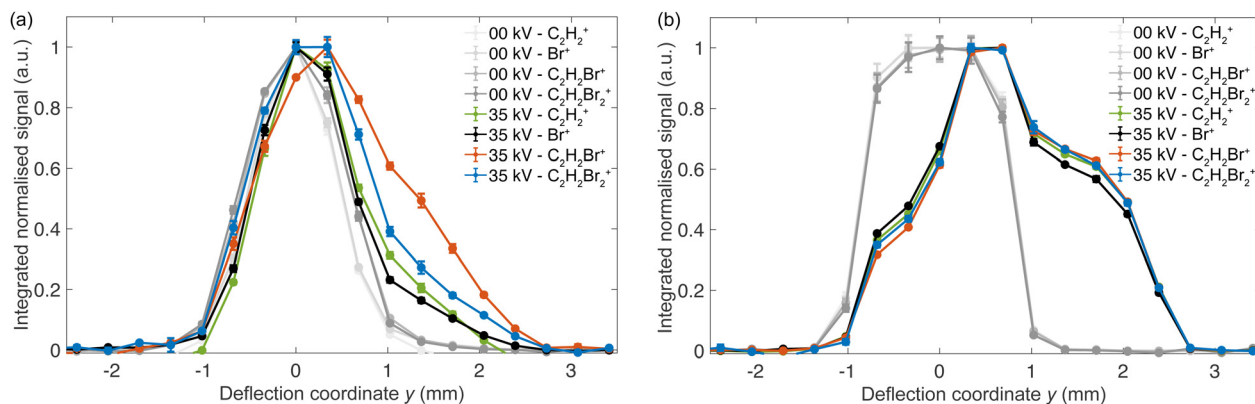 (a)
00 kV - C₂H₂⁺
00 kV - Br⁺
00 kV - C₂H₂Br⁺
00 kV - C₂H₂Br₂⁺
35 kV - C₂H₂⁺
35 kV - Br⁺
35 kV - C₂H₂Br⁺
35 kV - C₂H₂Br₂⁺
Integrated normalised signal (a.u.)
1
0.8
0.6
0.4
0.2
0
-2 -1 0 1 2 3
Deflection coordinate y (mm)
(b)
00 kV - C₂H₂⁺
00 kV - Br⁺
00 kV - C₂H₂Br⁺
00 kV - C₂H₂Br₂⁺
35 kV - C₂H₂⁺
35 kV - Br⁺
35 kV - C₂H₂Br⁺
35 kV - C₂H₂Br₂⁺
Integrated normalised signal (a.u.)
1
0.8
0.6
0.4
0.2
0
-2 -1 0 1 2 3
Deflection coordinate y (mm)